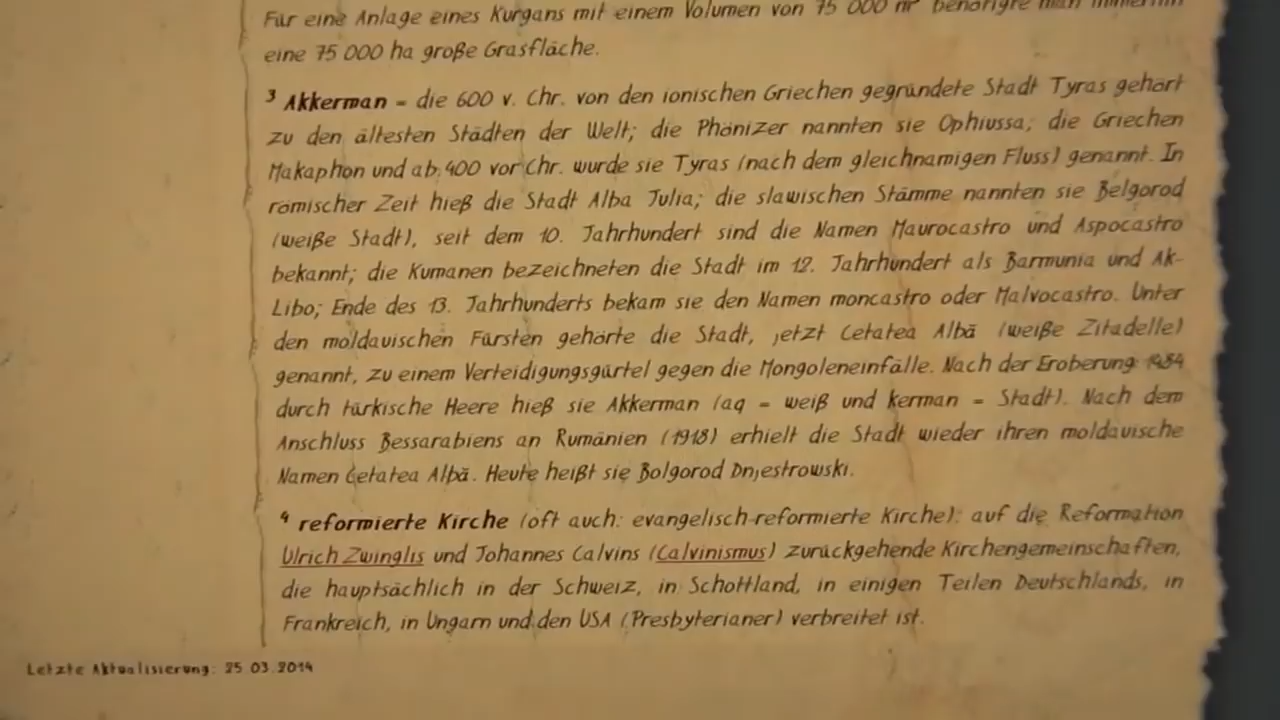 Für eine Anlage eines Kurgans mit einem Volumen von 75 000 m³ benötigte man immerhin
eine 75 000 ha große Grasfläche.
³ Akkerman = die 600 v. Chr. von den ionischen Griechen gegründete Stadt Tyras gehört
zu den ältesten Städten der Welt; die Phönizer nannten sie Ophiussa; die Griechen
Makaphon und ab 400 vor Chr. wurde sie Tyras (nach dem gleichnamigen Fluss) genannt. In
römischer Zeit hieß die Stadt Alba Julia; die slawischen Stämme nannten sie Belgorod
(weiße Stadt), seit dem 10. Jahrhundert sind die Namen Maurocastro und Aspocastro
bekannt; die Kumanen bezeichneten die Stadt im 12. Jahrhundert als Barmunia und Ak-
Libo; Ende des 13. Jahrhunderts bekam sie den Namen moncastro oder Malvocastro. Unter
den moldauischen Fürsten gehörte die Stadt, jetzt Cetatea Albă (weiße Zitadelle)
genannt, zu einem Verteidigungsgürtel gegen die Mongoleneinfälle. Nach der Eroberung 1484
durch türkische Heere hieß sie Akkerman (aq = weiß und kerman = Stadt). Nach dem
Anschluss Bessarabiens an Rumänien (1918) erhielt die Stadt wieder ihren moldauische
Namen Cetatea Albă. Heute heißt sie Bolgorod Dnjestrowski.
⁴ reformierte Kirche (oft auch: evangelisch-reformierte Kirche): auf die Reformation
Ulrich Zwinglis und Johannes Calvins (Calvinismus) zurückgehende Kirchengemeinschaften,
die hauptsächlich in der Schweiz, in Schottland, in einigen Teilen Deutschlands, in
Frankreich, in Ungarn und den USA (Presbyterianer) verbreitet ist.
Letzte Aktualisierung: 25.03.2014